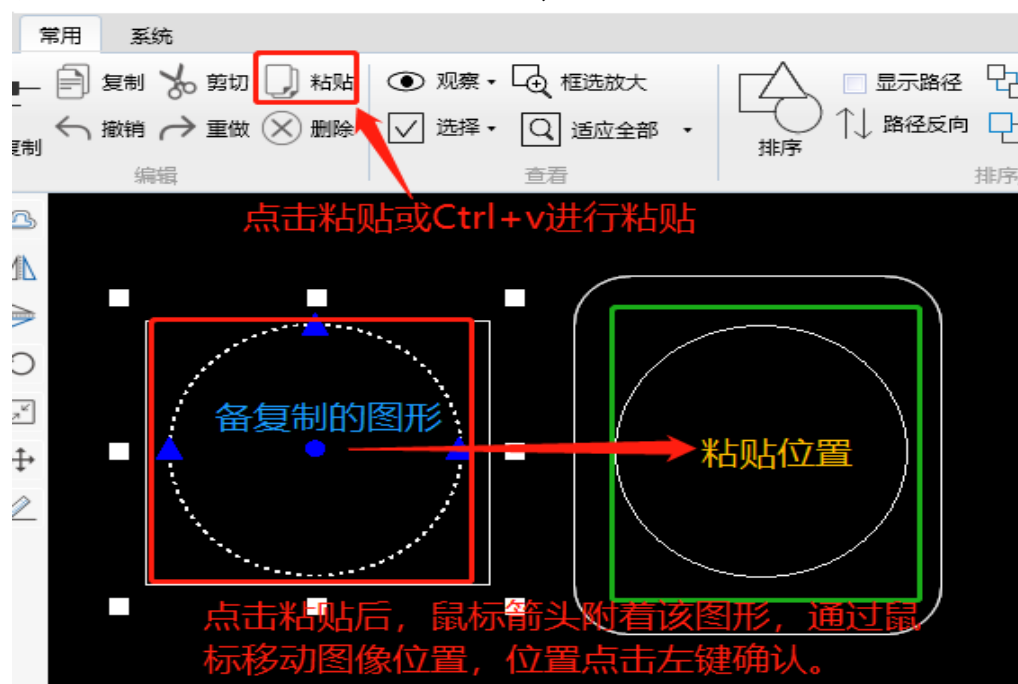 常用 系统
复制 剪切 粘贴 观察 框选放大 显示路径
撤销 重做 删除 选择 适应全部 排序 路径反向
复制
编辑 查看 排序
点击粘贴或Ctrl+v进行粘贴
备复制的图形
粘贴位置
点击粘贴后，鼠标箭头附着该图形，通过鼠
标移动图像位置，位置点击左键确认。